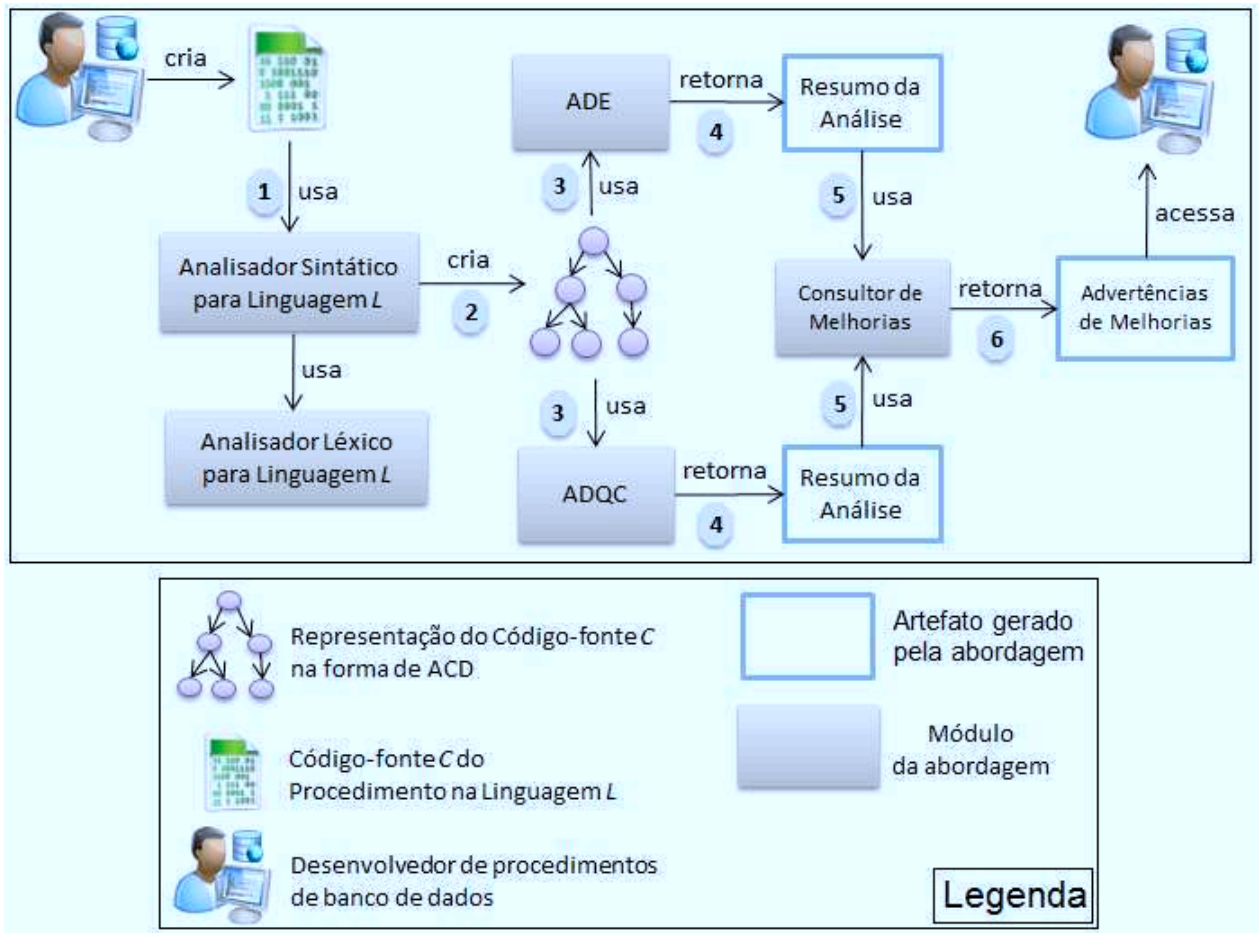 cria
1
usa
Analisador Sintático
para Linguagem L
usa
Analisador Léxico
para Linguagem L
cria
2
3
usa
ADE
retorna
4
Resumo da
Análise
5
usa
3
usa
ADQC
retorna
4
Resumo da
Análise
5
usa
Consultor de
Melhorias
retorna
6
Advertências
de Melhorias
acessa
Representação do Código-fonte C
na forma de ACD
Código-fonte C do
Procedimento na Linguagem L
Desenvolvedor de procedimentos
de banco de dados
Artefato gerado
pela abordagem
Módulo
da abordagem
Legenda